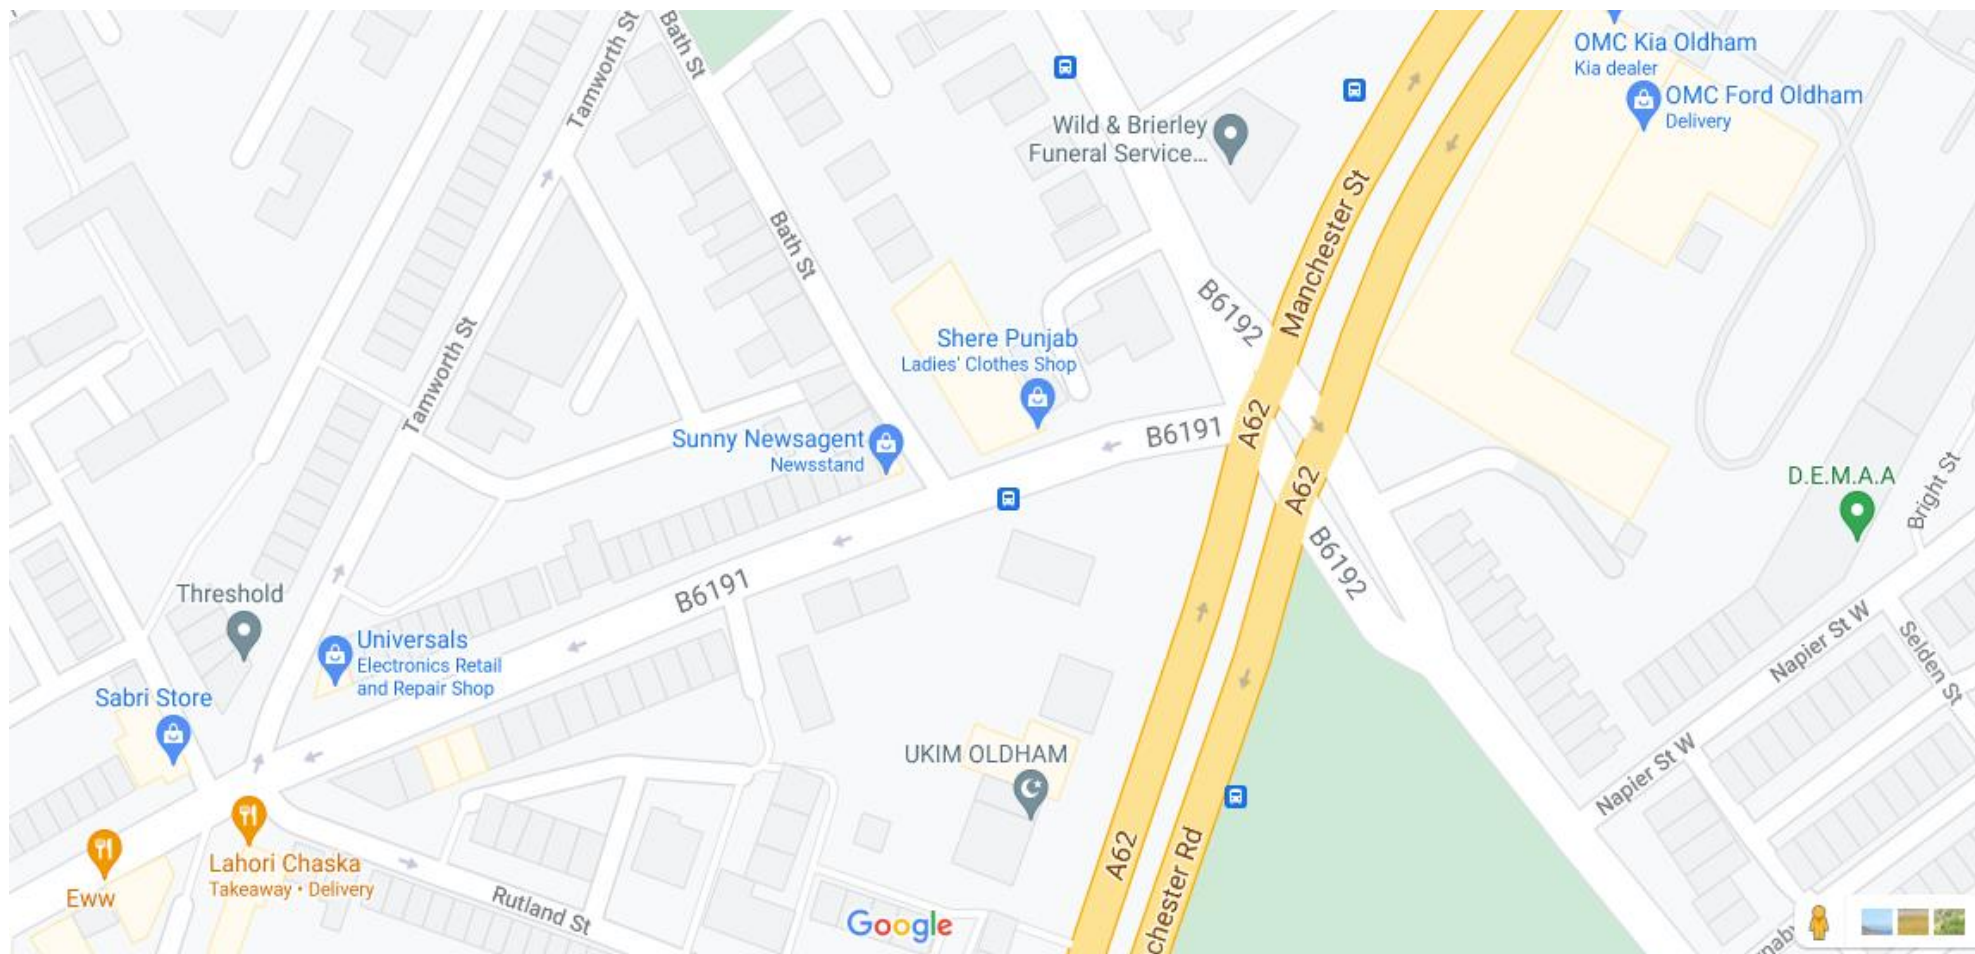 Tamworth St
Bath St
OMC Kia Oldham
Kia dealer
OMC Ford Oldham
Delivery
Wild & Brierley
Funeral Service...
Manchester St
Bath St
B6192
Tamworth St
Shere Punjab
Ladies' Clothes Shop
Sunny Newsagent
Newsstand
B6191
A62
A62
D.E.M.A.A
Bright St
B6192
B6191
Threshold
Universals
Electronics Retail
and Repair Shop
Napier St W
Selden St
Sabri Store
UKIM OLDHAM
Napier St W
A62
chester Rd
Lahori Chaska
Takeaway • Delivery
Eww
Rutland St
Google